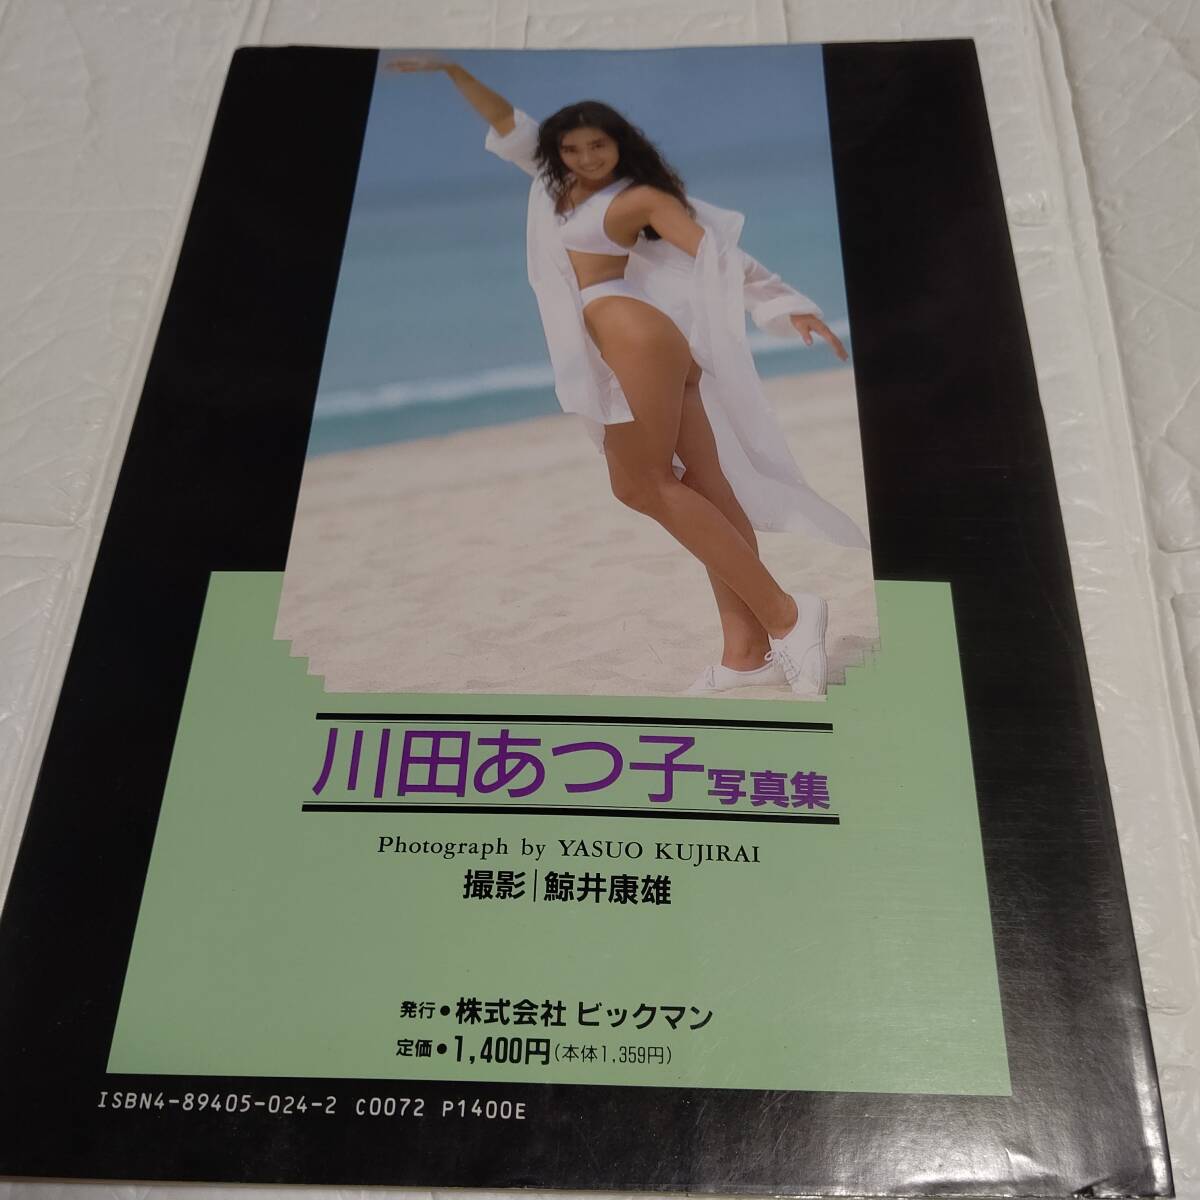 川田あつ子写真集
Photograph by YASUO KUJIRAI
撮影|鯨井康雄
発行●株式会社 ビックマン
定価●1,400円(本体1,359円)
ISBN4-89405-024-2 C0072 P1400E